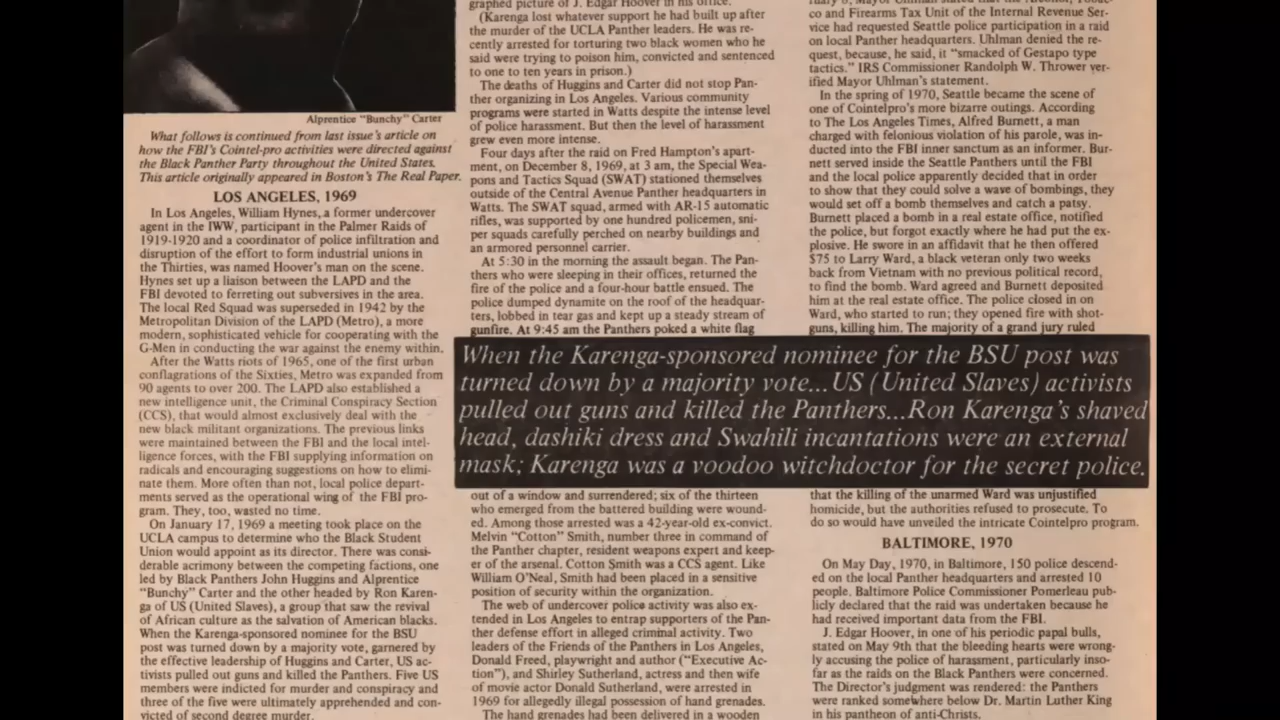 Alprentice "Bunchy" Carter
What follows is continued from last issue's article on
how the FBI's Cointel-pro activities were directed against
the Black Panther Party throughout the United States.
This article originally appeared in Boston's The Real Paper.
LOS ANGELES, 1969
In Los Angeles, William Hynes, a former undercover
agent in the IWW, participant in the Palmer Raids of
1919-1920 and a coordinator of police infiltration and
disruption of the effort to form industrial unions in
the Thirties, was named Hoover's man on the scene.
Hynes set up a liaison between the LAPD and the
FBI devoted to ferreting out subversives in the area.
The local Red Squad was superseded in 1942 by the
Metropolitan Division of the LAPD (Metro), a more
modern, sophisticated vehicle for cooperating with the
G-Men in conducting the war against the enemy within.
After the Watts riots of 1965, one of the first urban
conflagrations of the Sixties, Metro was expanded from
90 agents to over 200. The LAPD also established a
new intelligence unit, the Criminal Conspiracy Section
(CCS), that would almost exclusively deal with the
new black militant organizations. The previous links
were maintained between the FBI and the local intel-
ligence forces, with the FBI supplying information on
radicals and encouraging suggestions on how to elimi-
nate them. More often than not, local police depart-
ments served as the operational wing of the FBI pro-
gram. They, too, wasted no time.
On January 17, 1969 a meeting took place on the
UCLA campus to determine who the Black Student
Union would appoint as its director. There was consi-
derable acrimony between the competing factions, one
led by Black Panthers John Huggins and Alprentice
"Bunchy" Carter and the other headed by Ron Karen-
ga of US (United Slaves), a group that saw the revival
of African culture as the salvation of American blacks.
When the Karenga-sponsored nominee for the BSU
post was turned down by a majority vote, garnered by
the effective leadership of Huggins and Carter, US ac-
tivists pulled out guns and killed the Panthers. Five US
members were indicted for murder and conspiracy and
three of the five were ultimately apprehended and con-
victed of second degree murder.
graphed picture of J. Edgar Hoover in his office.
(Karenga lost whatever support he had built up after
the murder of the UCLA Panther leaders. He was re-
cently arrested for torturing two black women who he
said were trying to poison him, convicted and sentenced
to one to ten years in prison.)
The deaths of Huggins and Carter did not stop Pan-
ther organizing in Los Angeles. Various community
programs were started in Watts despite the intense level
of police harassment. But then the level of harassment
grew even more intense.
Four days after the raid on Fred Hampton's apart-
ment, on December 8, 1969, at 3 am, the Special Wea-
pons and Tactics Squad (SWAT) stationed themselves
outside of the Central Avenue Panther headquarters in
Watts. The SWAT squad, armed with AR-15 automatic
rifles, was supported by one hundred policemen, sni-
per squads carefully perched on nearby buildings and
an armored personnel carrier.
At 5:30 in the morning the assault began. The Pan-
thers who were sleeping in their offices, returned the
fire of the police and a four-hour battle ensued. The
police dumped dynamite on the roof of the headquar-
ters, lobbed in tear gas and kept up a steady stream of
gunfire. At 9:45 am the Panthers poked a white flag
When the Karenga-sponsored nominee for the BSU post was
turned down by a majority vote...US (United Slaves) activists
pulled out guns and killed the Panthers...Ron Karenga's shaved
head, dashiki dress and Swahili incantations were an external
mask; Karenga was a voodoo witchdoctor for the secret police.
out of a window and surrendered; six of the thirteen
who emerged from the battered building were wound-
ed. Among those arrested was a 42-year-old ex-convict.
Melvin "Cotton" Smith, number three in command of
the Panther chapter, resident weapons expert and keep-
er of the arsenal. Cotton Smith was a CCS agent. Like
William O'Neal, Smith had been placed in a sensitive
position of security within the organization.
The web of undercover police activity was also ex-
tended in Los Angeles to entrap supporters of the Pan-
ther defense effort in alleged criminal activity. Two
leaders of the Friends of the Panthers in Los Angeles,
Donald Freed, playwright and author ("Executive Ac-
tion"), and Shirley Sutherland, actress and then wife
of movie actor Donald Sutherland, were arrested in
1969 for allegedly illegal possession of hand grenades.
The hand grenades had been delivered in a wooden
co and Firearms Tax Unit of the Internal Revenue Ser-
vice had requested Seattle police participation in a raid
on local Panther headquarters. Uhlman denied the re-
quest, because, he said, it "smacked of Gestapo type
tactics." IRS Commissioner Randolph W. Thrower ver-
ified Mayor Uhlman's statement.
In the spring of 1970, Seattle became the scene of
one of Cointelpro's more bizarre outings. According
to The Los Angeles Times, Alfred Burnett, a man
charged with felonious violation of his parole, was in-
ducted into the FBI inner sanctum as an informer. Bur-
nett served inside the Seattle Panthers until the FBI
and the local police apparently decided that in order
to show that they could solve a wave of bombings, they
would set off a bomb themselves and catch a patsy.
Burnett placed a bomb in a real estate office, notified
the police, but forgot exactly where he had put the ex-
plosive. He swore in an affidavit that he then offered
$75 to Larry Ward, a black veteran only two weeks
back from Vietnam with no previous political record,
to find the bomb. Ward agreed and Burnett deposited
him at the real estate office. The police closed in on
Ward, who started to run; they opened fire with shot-
guns, killing him. The majority of a grand jury ruled
that the killing of the unarmed Ward was unjustified
homicide, but the authorities refused to prosecute. To
do so would have unveiled the intricate Cointelpro program.
BALTIMORE, 1970
On May Day, 1970, in Baltimore, 150 police descend-
ed on the local Panther headquarters and arrested 10
people. Baltimore Police Commissioner Pomerleau pub-
licly declared that the raid was undertaken because he
had received important data from the FBI.
J. Edgar Hoover, in one of his periodic papal bulls,
stated on May 9th that the bleeding hearts were wrong-
ly accusing the police of harassment, particularly inso-
far as the raids on the Black Panthers were concerned.
The Director's judgment was rendered: the Panthers
were ranked somewhere below Dr. Martin Luther King
in his pantheon of anti-Christs.